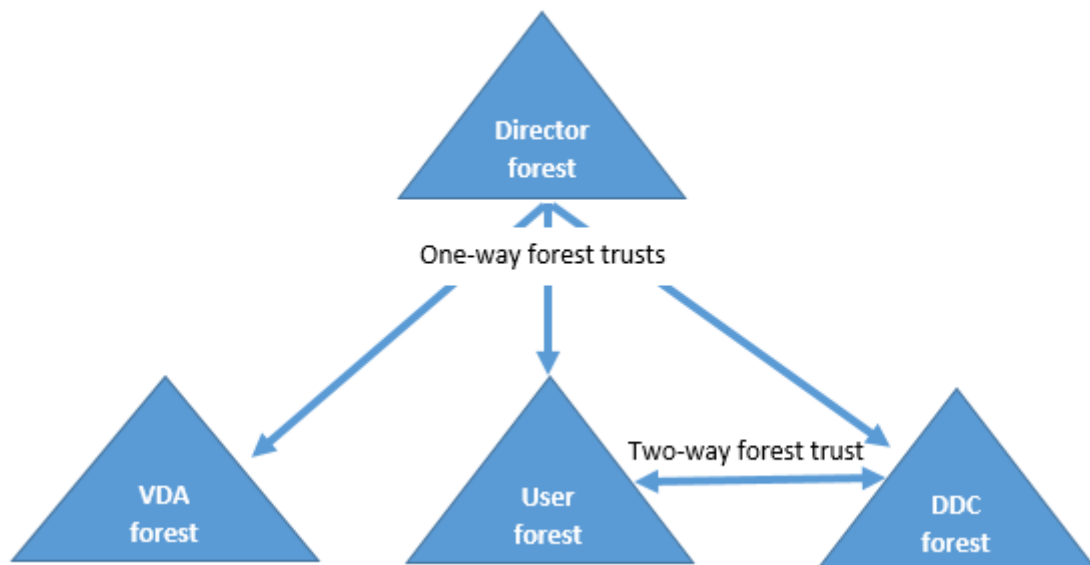 Director
forest
One-way forest trusts
Two-way forest trust
VDA
forest
User
forest
DDC
forest